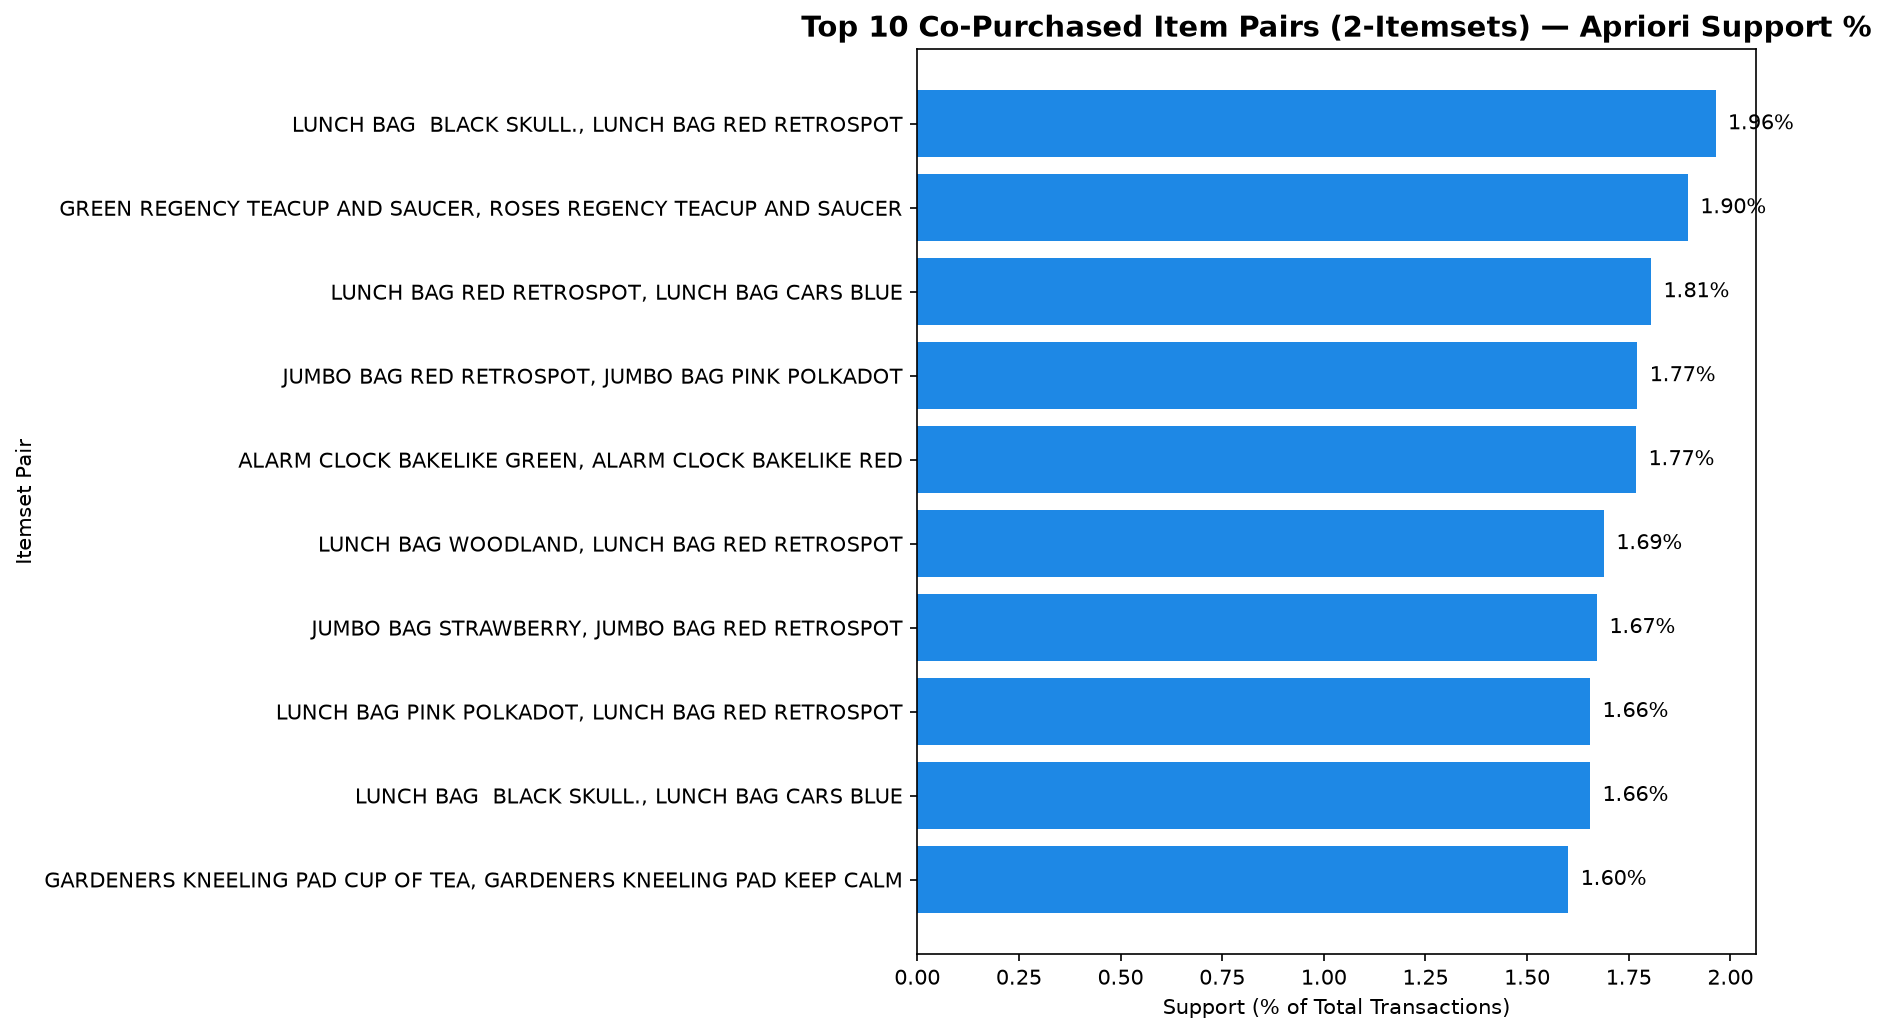 Top 10 Co-Purchased Item Pairs (2-Itemsets) — Apriori Support %
LUNCH BAG  BLACK SKULL., LUNCH BAG RED RETROSPOT
1.96%
GREEN REGENCY TEACUP AND SAUCER, ROSES REGENCY TEACUP AND SAUCER
1.90%
LUNCH BAG RED RETROSPOT, LUNCH BAG CARS BLUE
1.81%
JUMBO BAG RED RETROSPOT, JUMBO BAG PINK POLKADOT
1.77%
ALARM CLOCK BAKELIKE GREEN, ALARM CLOCK BAKELIKE RED
1.77%
LUNCH BAG WOODLAND, LUNCH BAG RED RETROSPOT
1.69%
JUMBO BAG STRAWBERRY, JUMBO BAG RED RETROSPOT
1.67%
LUNCH BAG PINK POLKADOT, LUNCH BAG RED RETROSPOT
1.66%
LUNCH BAG  BLACK SKULL., LUNCH BAG CARS BLUE
1.66%
GARDENERS KNEELING PAD CUP OF TEA, GARDENERS KNEELING PAD KEEP CALM
1.60%
Itemset Pair
0.00 0.25 0.50 0.75 1.00 1.25 1.50 1.75 2.00
Support (% of Total Transactions)